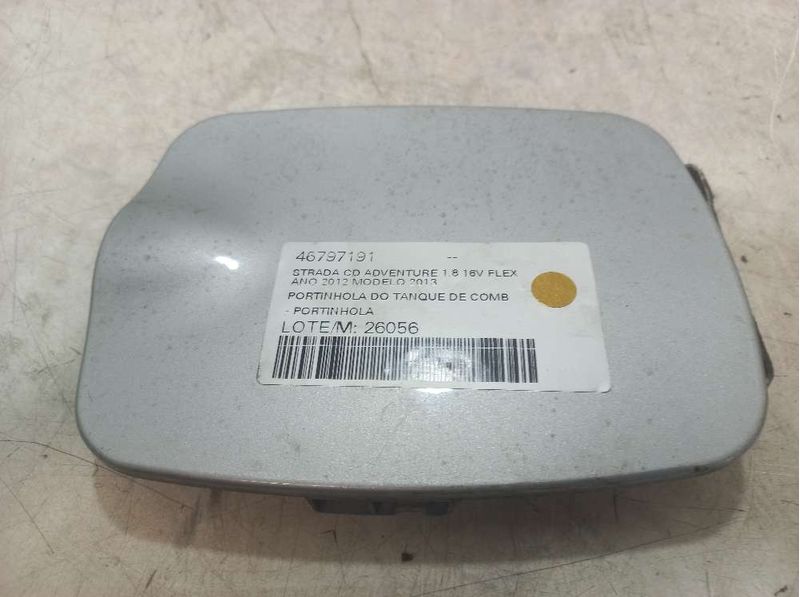 46797191 --
STRADA CD ADVENTURE 1.8 16V FLEX
ANO 2012 MODELO 2013
PORTINHOLA DO TANQUE DE COMB
- PORTINHOLA
LOTE/M: 26056